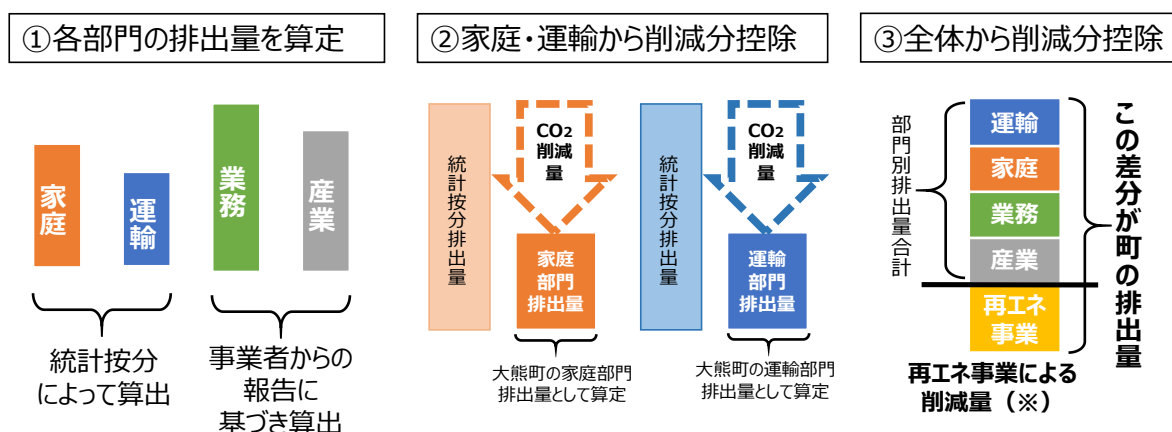 ①各部門の排出量を算定
家庭
運輸
業務
産業
統計按分
によって算出
事業者からの
報告に
基づき算出
②家庭・運輸から削減分控除
統計按分排出量
CO2
削減
量
家庭
部門
排出量
大熊町の家庭部門
排出量として算定
統計按分排出量
CO2
削減
量
運輸
部門
排出量
大熊町の運輸部門
排出量として算定
③全体から削減分控除
部門別排出量合計
運輸
家庭
業務
産業
再エネ
事業
この差分が町の排出量
再エネ事業による
削減量（※）